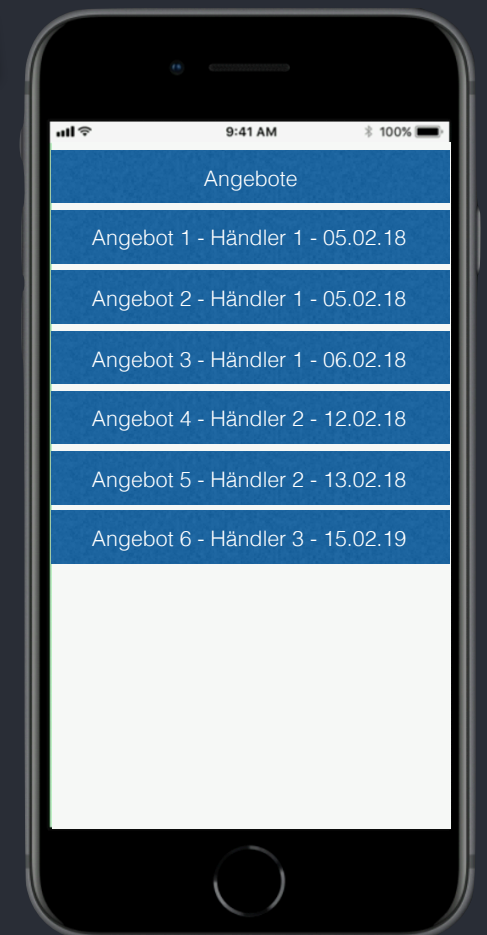 9:41 AM 100%
Angebote
Angebot 1 - Händler 1 - 05.02.18
Angebot 2 - Händler 1 - 05.02.18
Angebot 3 - Händler 1 - 06.02.18
Angebot 4 - Händler 2 - 12.02.18
Angebot 5 - Händler 2 - 13.02.18
Angebot 6 - Händler 3 - 15.02.19